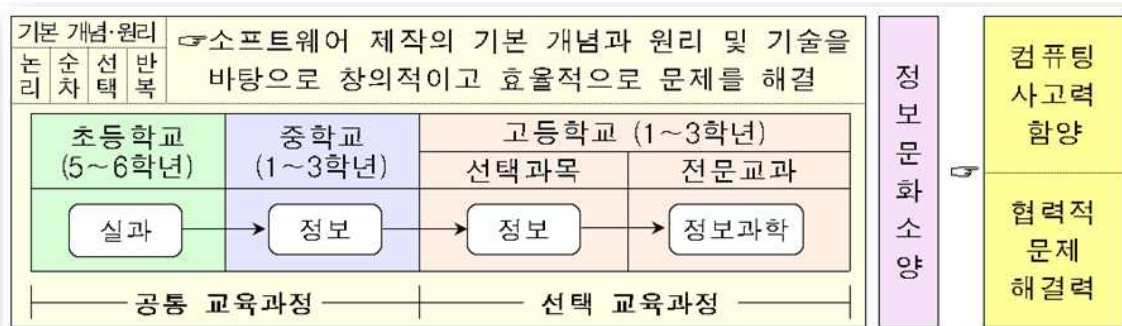 기본 개념·원리
논리 순차 선택 반복
☞소프트웨어 제작의 기본 개념과 원리 및 기술을
바탕으로 창의적이고 효율적으로 문제를 해결
초등학교
(5~6학년)
중학교
(1~3학년)
고등학교 (1~3학년)
선택과목 전문교과
실과 정보 정보 정보과학
공통 교육과정 선택 교육과정
정보문화소양
☞
컴퓨팅
사고력
함양
협력적
문제
해결력